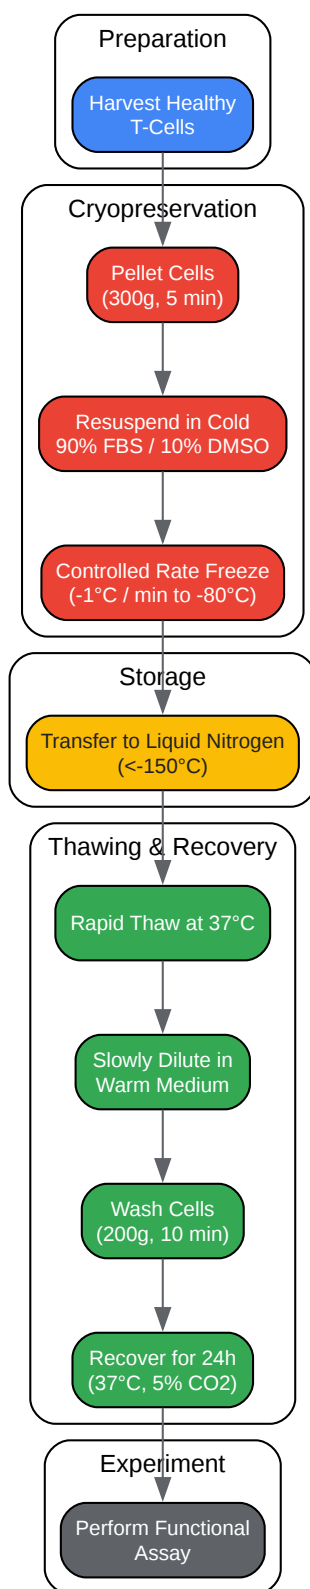 Preparation
Harvest Healthy
T-Cells
Cryopreservation
Pellet Cells
(300g, 5 min)
Resuspend in Cold
90% FBS / 10% DMSO
Controlled Rate Freeze
(-1°C / min to -80°C)
Storage
Transfer to Liquid Nitrogen
(<-150°C)
Thawing & Recovery
Rapid Thaw at 37°C
Slowly Dilute in
Warm Medium
Wash Cells
(200g, 10 min)
Recover for 24h
(37°C, 5% CO2)
Experiment
Perform Functional
Assay